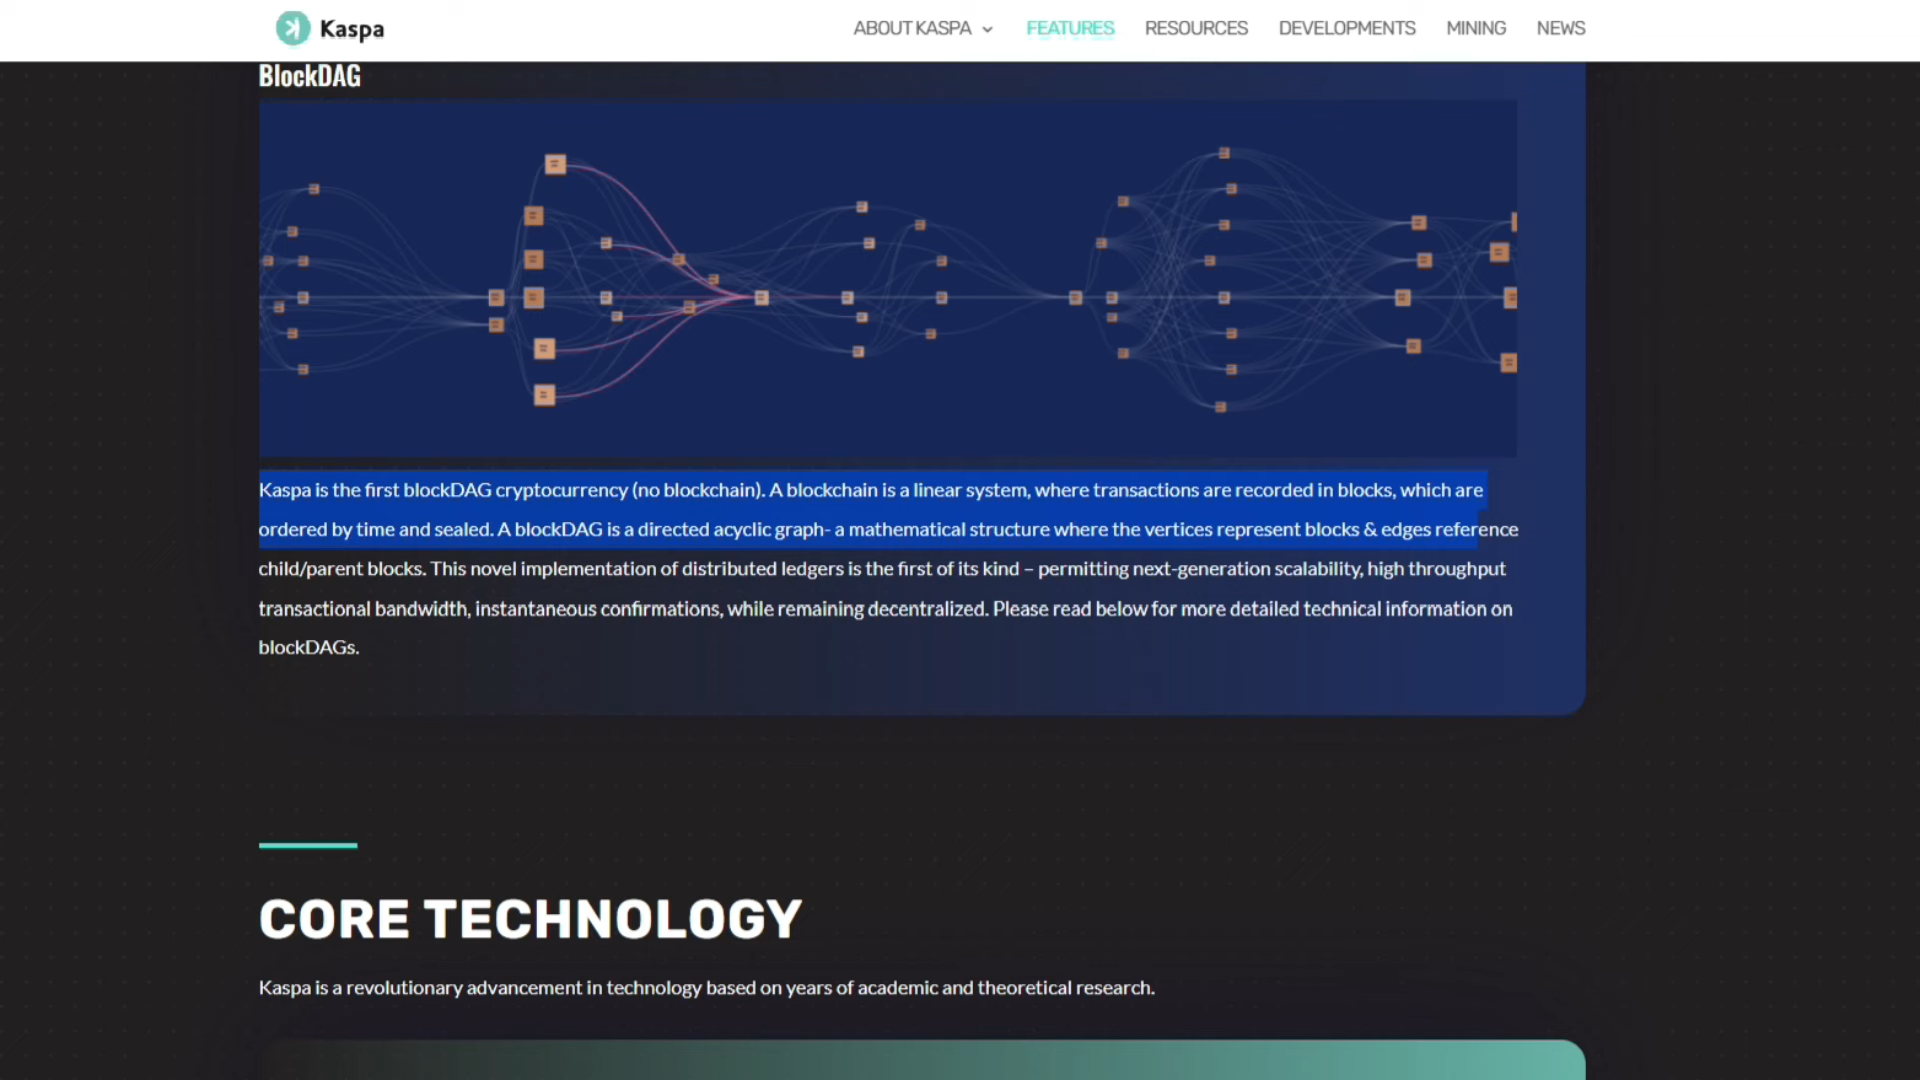 Kaspa
ABOUT KASPA
FEATURES
RESOURCES
DEVELOPMENTS
MINING
NEWS
BlockDAG
Kaspa is the first blockDAG cryptocurrency (no blockchain). A blockchain is a linear system, where transactions are recorded in blocks, which are
ordered by time and sealed. A blockDAG is a directed acyclic graph- a mathematical structure where the vertices represent blocks & edges reference
child/parent blocks. This novel implementation of distributed ledgers is the first of its kind – permitting next-generation scalability, high throughput
transactional bandwidth, instantaneous confirmations, while remaining decentralized. Please read below for more detailed technical information on
blockDAGs.
CORE TECHNOLOGY
Kaspa is a revolutionary advancement in technology based on years of academic and theoretical research.